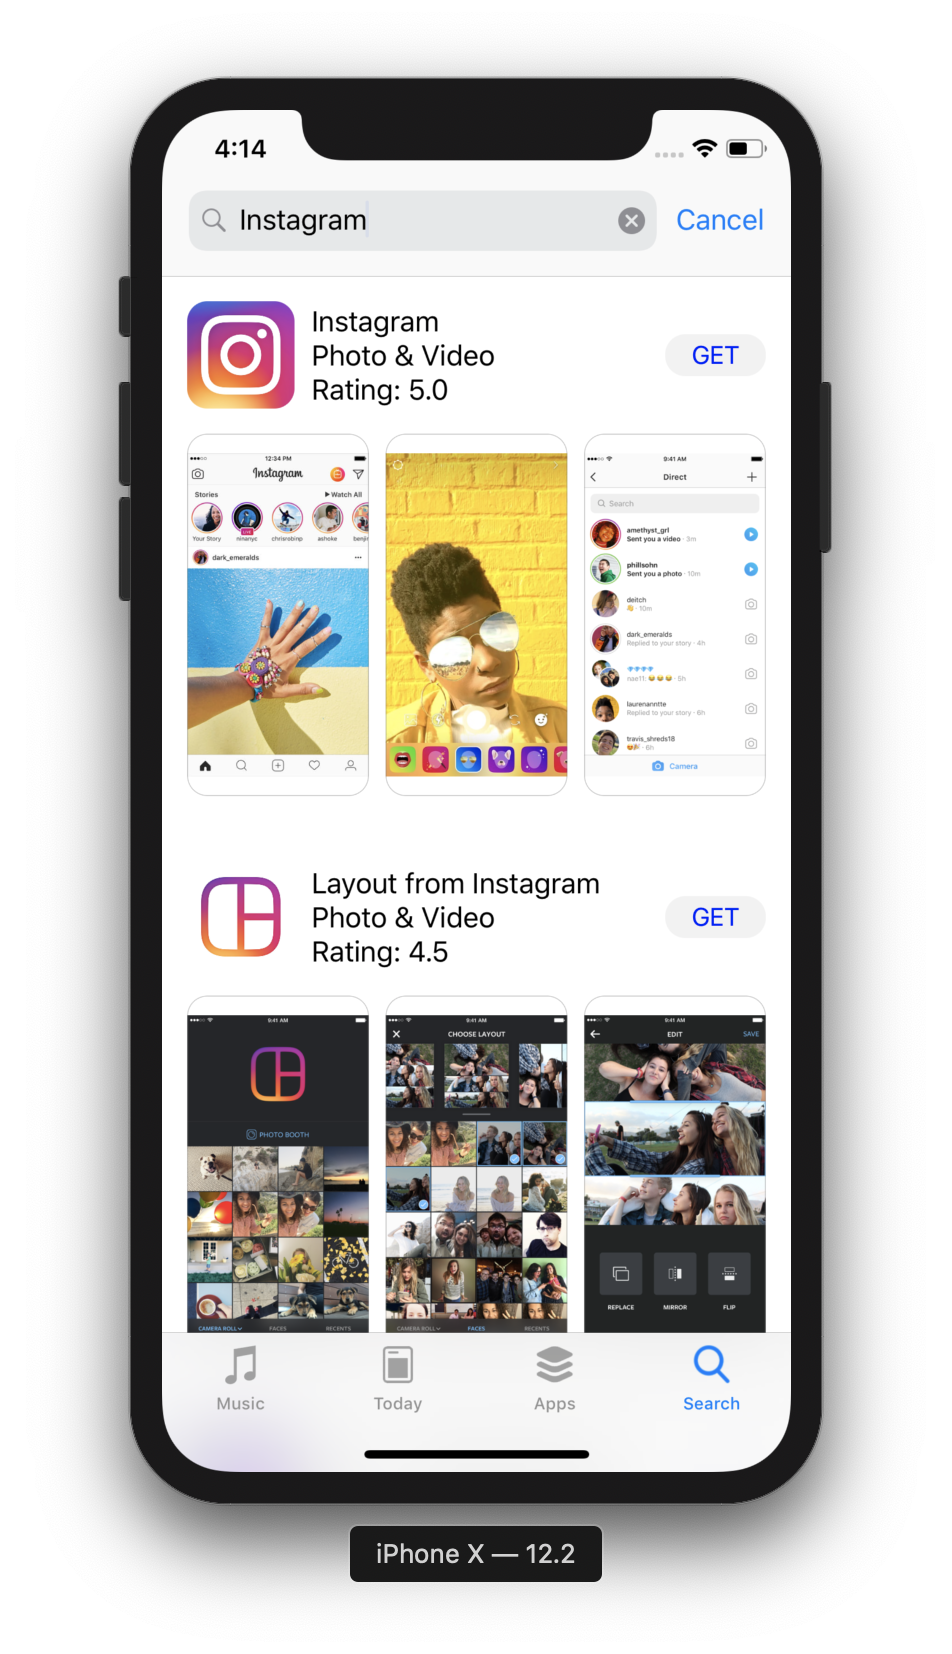 4:14
Instagram
Cancel
Instagram
Photo & Video
Rating: 5.0
GET
12:34 PM
Instagram
Stories
▶ Watch All
Your Story
LIVE
ninanyc
chrisrobinp
ashoke
benjin
dark_emeralds
9:41 AM
Direct
Search
amethyst_grl
Sent you a video · 3m
phillsohn
Sent you a photo · 10m
deitch
👋 · 10m
dark_emeralds
Replied to your story · 4h
nae11: 😂😂😂 · 5h
laurenanntte
Replied to your story · 6h
travis_shreds18
😍🎉 · 8h
Camera
Layout from Instagram
Photo & Video
Rating: 4.5
GET
9:41 AM
PHOTO BOOTH
CAMERA ROLL
FACES
RECENTS
9:41 AM
CHOOSE LAYOUT
CAMERA ROLL
FACES
RECENTS
9:41 AM
EDIT
SAVE
REPLACE
MIRROR
FLIP
Music
Today
Apps
Search
iPhone X — 12.2